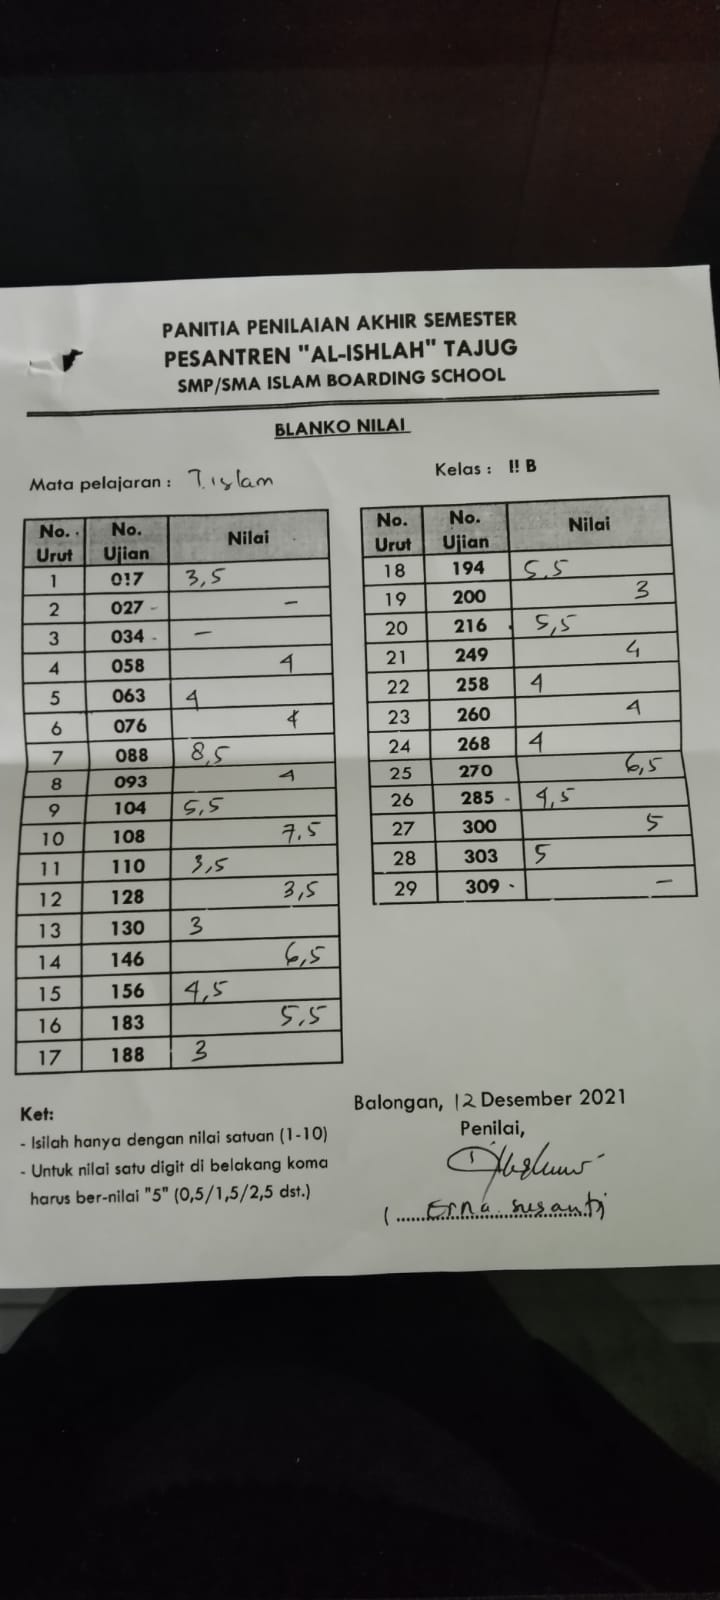 PANITIA PENILAIAN AKHIR SEMESTER
PESANTREN "AL-ISHLAH" TAJUG
SMP/SMA ISLAM BOARDING SCHOOL
BLANKO NILAI
Mata pelajaran : T. islam
Kelas : II B
No. Urut No. Ujian Nilai
1 017 3,5
2 027 -
3 034 -
4 058 4
5 063 4
6 076 4
7 088 8,5
8 093 4
9 104 5,5
10 108 7,5
11 110 3,5
12 128 3,5
13 130 3
14 146 6,5
15 156 4,5
16 183 5,5
17 188 3
No. Urut No. Ujian Nilai
18 194 5,5
19 200 3
20 216 5,5
21 249 4
22 258 4
23 260 4
24 268 4
25 270 6,5
26 285 4,5
27 300 5
28 303 5
29 309 -
Ket:
- Isilah hanya dengan nilai satuan (1-10)
- Untuk nilai satu digit di belakang koma
harus ber-nilai "5" (0,5/1,5/2,5 dst.)
Balongan, 12 Desember 2021
Penilai,
( Erna susanti